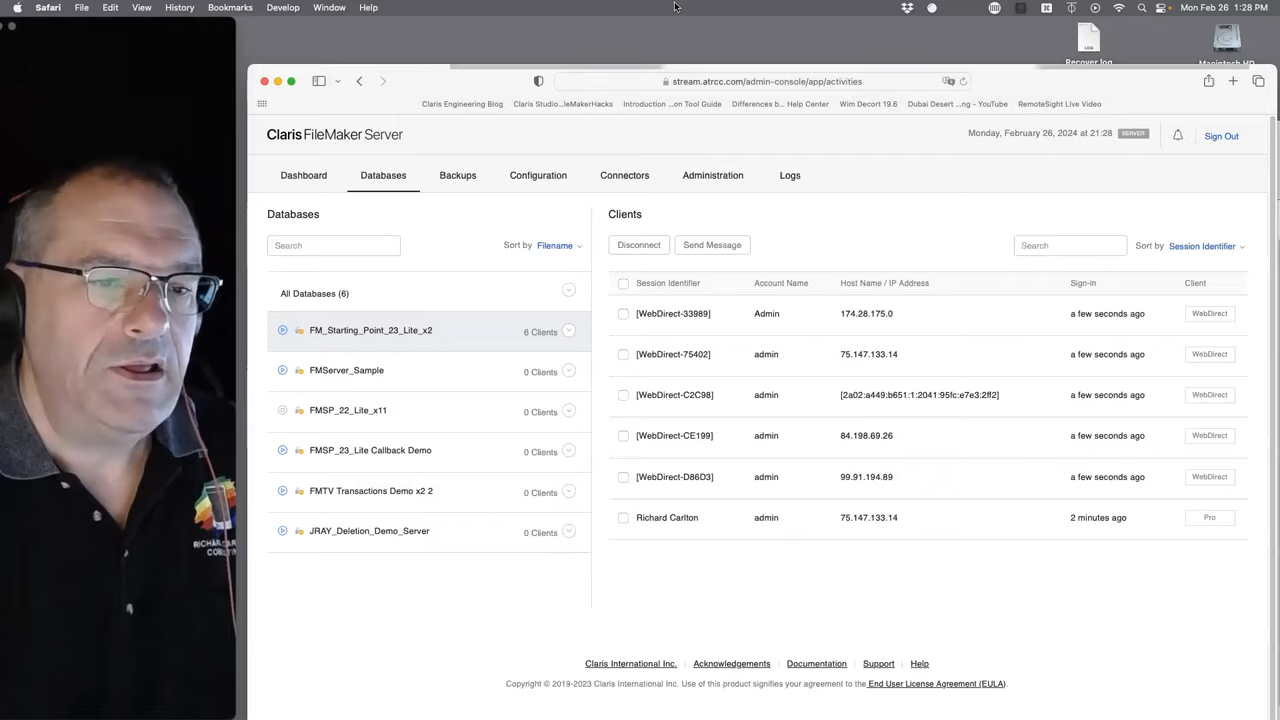 Safari File Edit View History Bookmarks Develop Window Help Mon Feb 26 1:28 PM
LOG
Recover.log
Macintosh HD
stream.atrcc.com/admin-console/app/activities
Claris Engineering Blog Claris Studio...leMakerHacks Introduction ...on Tool Guide Differences b... Help Center Wim Decort 19.6 Dubai Desert ...ng - YouTube RemoteSight Live Video
Claris FileMaker Server
Monday, February 26, 2024 at 21:28 SERVER Sign Out
Dashboard Databases Backups Configuration Connectors Administration Logs
Databases
Search Sort by Filename
All Databases (6)
FM_Starting_Point_23_Lite_x2 6 Clients
FMServer_Sample 0 Clients
FMSP_22_Lite_x11 0 Clients
FMSP_23_Lite Callback Demo 0 Clients
FMTV Transactions Demo x2 2 0 Clients
JRAY_Deletion_Demo_Server 0 Clients
Clients
Disconnect Send Message Search Sort by Session Identifier
Session Identifier Account Name Host Name / IP Address Sign-in Client
[WebDirect-33989] Admin 174.28.175.0 a few seconds ago WebDirect
[WebDirect-75402] admin 75.147.133.14 a few seconds ago WebDirect
[WebDirect-C2C98] admin [2a02:a449:b651:1:2041:95fc:e7e3:2ff2] a few seconds ago WebDirect
[WebDirect-CE199] admin 84.198.69.26 a few seconds ago WebDirect
[WebDirect-D86D3] admin 99.91.194.89 a few seconds ago WebDirect
Richard Carlton admin 75.147.133.14 2 minutes ago Pro
Claris International Inc. Acknowledgements Documentation Support Help
Copyright © 2019-2023 Claris International Inc. Use of this product signifies your agreement to the End User License Agreement (EULA).